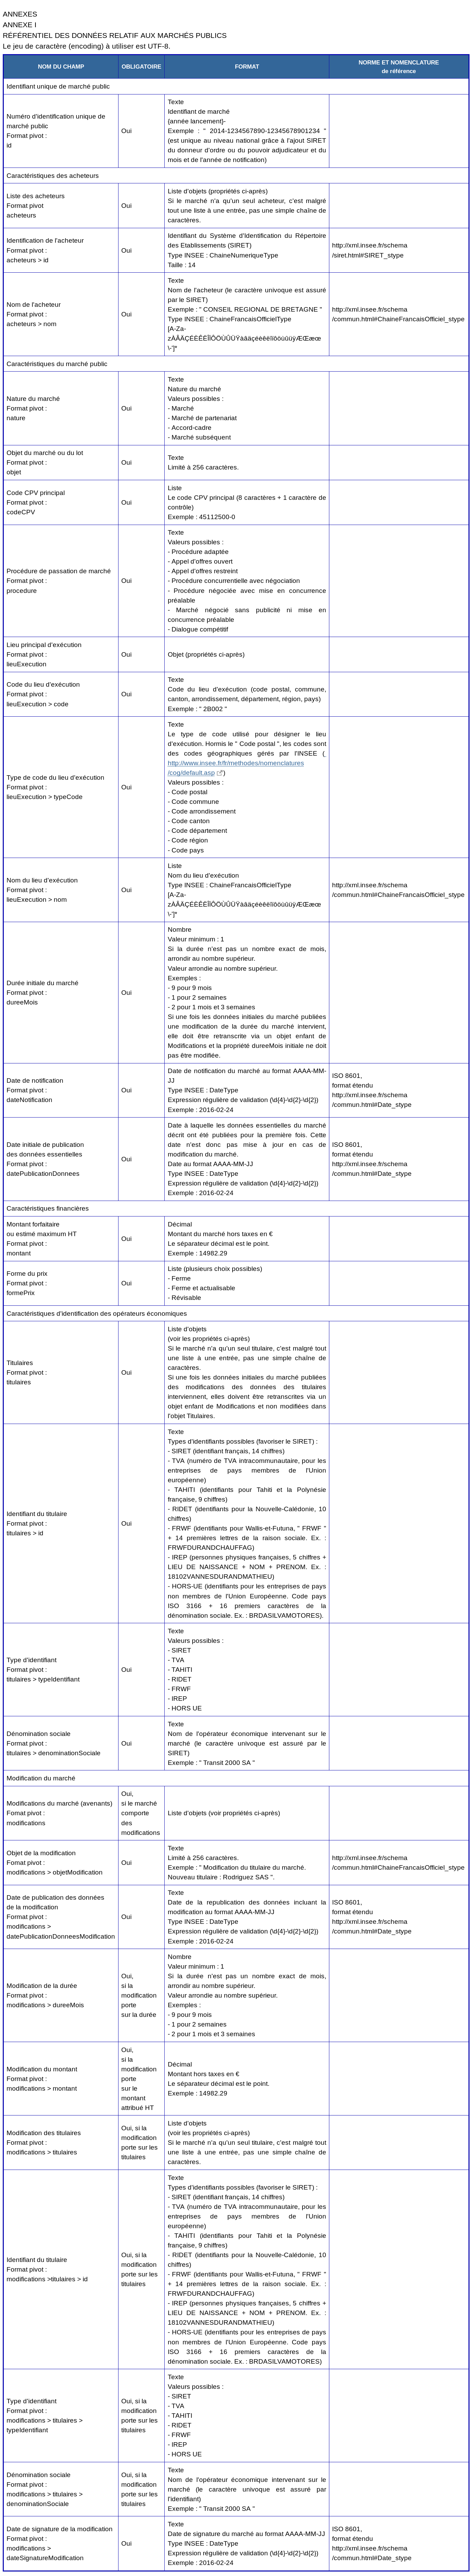 ANNEXES
ANNEXE I
RÉFÉRENTIEL DES DONNÉES RELATIF AUX MARCHÉS PUBLICS
Le jeu de caractère (encoding) à utiliser est UTF-8.
NOM DU CHAMP
OBLIGATOIRE
FORMAT
NORME ET NOMENCLATURE
de référence
Identifiant unique de marché public
Numéro d'identification unique de
marché public
Format pivot :
id
Oui
Texte
Identifiant de marché
(année lancement)-
Exemple : " 2014-1234567890-12345678901234 "
(est unique au niveau national grâce à l'ajout SIRET
du donneur d'ordre ou du pouvoir adjudicateur et du
mois et de l'année de notification)
Caractéristiques des acheteurs
Liste des acheteurs
Format pivot
acheteurs
Oui
Liste d'objets (propriétés ci-après)
Si le marché n'a qu'un seul acheteur, c'est malgré
tout une liste à une entrée, pas une simple chaîne de
caractères.
Identification de l'acheteur
Format pivot :
acheteurs > id
Oui
Identifiant du Système d'Identification du Répertoire
des Etablissements (SIRET)
Type INSEE : ChaineNumeriqueType
Taille : 14
http://xml.insee.fr/schema
/siret.html#SIRET_stype
Nom de l'acheteur
Format pivot :
acheteurs > nom
Oui
Texte
Nom de l'acheteur (le caractère univoque est assuré
par le SIRET)
Exemple : " CONSEIL REGIONAL DE BRETAGNE "
Type INSEE : ChaineFrancaisOfficielType
[A-Za-
zÀÂÄÇÉÈÊËÎÏÔÖÙÛÜŸàâäçéèêëîïôöùûüÿÆŒæœ
\-']*
http://xml.insee.fr/schema
/commun.html#ChaineFrancaisOfficiel_stype
Caractéristiques du marché public
Nature du marché
Format pivot :
nature
Oui
Texte
Nature du marché
Valeurs possibles :
- Marché
- Marché de partenariat
- Accord-cadre
- Marché subséquent
Objet du marché ou du lot
Format pivot :
objet
Oui
Texte
Limité à 256 caractères.
Code CPV principal
Format pivot :
codeCPV
Oui
Liste
Le code CPV principal (8 caractères + 1 caractère de
contrôle)
Exemple : 45112500-0
Procédure de passation de marché
Format pivot :
procedure
Oui
Texte
Valeurs possibles :
- Procédure adaptée
- Appel d'offres ouvert
- Appel d'offres restreint
- Procédure concurrentielle avec négociation
- Procédure négociée avec mise en concurrence
préalable
- Marché négocié sans publicité ni mise en
concurrence préalable
- Dialogue compétitif
Lieu principal d'exécution
Format pivot :
lieuExecution
Oui
Objet (propriétés ci-après)
Code du lieu d'exécution
Format pivot :
lieuExecution > code
Oui
Texte
Code du lieu d'exécution (code postal, commune,
canton, arrondissement, département, région, pays)
Exemple : " 2B002 "
Type de code du lieu d'exécution
Format pivot :
lieuExecution > typeCode
Oui
Texte
Le type de code utilisé pour désigner le lieu
d'exécution. Hormis le " Code postal ", les codes sont
des codes géographiques gérés par l'INSEE (
http://www.insee.fr/fr/methodes/nomenclatures
/cog/default.asp )
Valeurs possibles :
- Code postal
- Code commune
- Code arrondissement
- Code canton
- Code département
- Code région
- Code pays
Nom du lieu d'exécution
Format pivot :
lieuExecution > nom
Oui
Liste
Nom du lieu d'exécution
Type INSEE : ChaineFrancaisOfficielType
[A-Za-
zÀÂÄÇÉÈÊËÎÏÔÖÙÛÜŸàâäçéèêëîïôöùûüÿÆŒæœ
\-']*
http://xml.insee.fr/schema
/commun.html#ChaineFrancaisOfficiel_stype
Durée initiale du marché
Format pivot :
dureeMois
Oui
Nombre
Valeur minimum : 1
Si la durée n'est pas un nombre exact de mois,
arrondir au nombre supérieur.
Valeur arrodie au nombre supérieur.
Exemples :
- 9 pour 9 mois
- 1 pour 2 semaines
- 2 pour 1 mois et 3 semaines
Si une fois les données initiales du marché publiées
une modification de la durée du marché intervient,
elle doit être retranscrite via un objet enfant de
Modifications et la propriété dureeMois initiale ne doit
pas être modifiée.
Date de notification
Format pivot :
dateNotification
Oui
Date de notification du marché au format AAAA-MM-
JJ
Type INSEE : DateType
Expression régulière de validation (\d{4}-\d{2}-\d{2})
Exemple : 2016-02-24
ISO 8601,
format étendu
http://xml.insee.fr/schema
/commun.html#Date_stype
Date initiale de publication
des données essentielles
Format pivot :
datePublicationDonnees
Oui
Date à laquelle les données essentielles du marché
décrit ont été publiées pour la première fois. Cette
date n'est donc pas mise à jour en cas de
modification du marché.
Date au format AAAA-MM-JJ
Type INSEE : DateType
Expression régulière de validation (\d{4}-\d{2}-\d{2})
Exemple : 2016-02-24
ISO 8601,
format étendu
http://xml.insee.fr/schema
/commun.html#Date_stype
Caractéristiques financières
Montant forfaitaire
ou estimé maximum HT
Format pivot :
montant
Oui
Décimal
Montant du marché hors taxes en €
Le séparateur décimal est le point.
Exemple : 14982.29
Forme du prix
Format pivot :
formePrix
Oui
Liste (plusieurs choix possibles)
- Ferme
- Ferme et actualisable
- Révisable
Caractéristiques d'identification des opérateurs économiques
Titulaires
Format pivot :
titulaires
Oui
Liste d'objets
(voir les propriétés ci-après)
Si le marché n'a qu'un seul titulaire, c'est malgré tout
une liste à une entrée, pas une simple chaîne de
caractères.
Si une fois les données initiales du marché publiées
des modifications des données des titulaires
interviennent, elles doivent être retranscrites via un
objet enfant de Modifications et non modifiées dans
l'objet Titulaires.
Identifiant du titulaire
Format pivot :
titulaires > id
Oui
Texte
Types d'identifiants possibles (favoriser le SIRET) :
- SIRET (identifiant français, 14 chiffres)
- TVA (numéro de TVA intracommunautaire, pour les
entreprises de pays membres de l'Union
européenne)
- TAHITI (identifiants pour Tahiti et la Polynésie
française, 9 chiffres)
- RIDET (identifiants pour la Nouvelle-Calédonie, 10
chiffres)
- FRWF (identifiants pour Wallis-et-Futuna, " FRWF "
+ 14 premières lettres de la raison sociale. Ex. :
FRWFDURANDCHAUFFAG)
- IREP (personnes physiques françaises, 5 chiffres +
LIEU DE NAISSANCE + NOM + PRENOM. Ex. :
18102VANNESDURANDMATHIEU)
- HORS-UE (identifiants pour les entreprises de pays
non membres de l'Union Européenne. Code pays
ISO 3166 + 16 premiers caractères de la
dénomination sociale. Ex. : BRDASILVAMOTORES).
Type d'identifiant
Format pivot :
titulaires > typeIdentifiant
Oui
Texte
Valeurs possibles :
- SIRET
- TVA
- TAHITI
- RIDET
- FRWF
- IREP
- HORS UE
Dénomination sociale
Format pivot :
titulaires > denominationSociale
Oui
Texte
Nom de l'opérateur économique intervenant sur le
marché (le caractère univoque est assuré par le
SIRET)
Exemple : " Transit 2000 SA "
Modification du marché
Modifications du marché (avenants)
Fomat pivot :
modifications
Oui,
si le marché
comporte
des
modifications
Liste d'objets (voir propriétés ci-après)
Objet de la modification
Fomat pivot :
modifications > objetModification
Oui
Texte
Limité à 256 caractères.
Exemple : " Modification du titulaire du marché.
Nouveau titulaire : Rodriguez SAS ".
http://xml.insee.fr/schema
/commun.html#ChaineFrancaisOfficiel_stype
Date de publication des données
de la modification
Format pivot :
modifications >
datePublicationDonneesModification
Oui
Texte
Date de la republication des données incluant la
modification au format AAAA-MM-JJ
Type INSEE : DateType
Expression régulière de validation (\d{4}-\d{2}-\d{2})
Exemple : 2016-02-24
ISO 8601,
format étendu
http://xml.insee.fr/schema
/commun.html#Date_stype
Modification de la durée
Format pivot :
modifications > dureeMois
Oui,
si la
modification
porte
sur la durée
Nombre
Valeur minimum : 1
Si la durée n'est pas un nombre exact de mois,
arrondir au nombre supérieur.
Valeur arrondie au nombre supérieur.
Exemples :
- 9 pour 9 mois
- 1 pour 2 semaines
- 2 pour 1 mois et 3 semaines
Modification du montant
Format pivot :
modifications > montant
Oui,
si la
modification
porte
sur le
montant
attribué HT
Décimal
Montant hors taxes en €
Le séparateur décimal est le point.
Exemple : 14982.29
Modification des titulaires
Format pivot :
modifications > titulaires
Oui, si la
modification
porte sur les
titulaires
Liste d'objets
(voir les propriétés ci-après)
Si le marché n'a qu'un seul titulaire, c'est malgré tout
une liste à une entrée, pas une simple chaîne de
caractères.
Identifiant du titulaire
Format pivot :
modifications >titulaires > id
Oui, si la
modification
porte sur les
titulaires
Texte
Types d'identifiants possibles (favoriser le SIRET) :
- SIRET (identifiant français, 14 chiffres)
- TVA (numéro de TVA intracommunautaire, pour les
entreprises de pays membres de l'Union
européenne)
- TAHITI (identifiants pour Tahiti et la Polynésie
française, 9 chiffres)
- RIDET (identifiants pour la Nouvelle-Calédonie, 10
chiffres)
- FRWF (identifiants pour Wallis-et-Futuna, " FRWF "
+ 14 premières lettres de la raison sociale. Ex. :
FRWFDURANDCHAUFFAG)
- IREP (personnes physiques françaises, 5 chiffres +
LIEU DE NAISSANCE + NOM + PRENOM. Ex. :
18102VANNESDURANDMATHIEU)
- HORS-UE (identifiants pour les entreprises de pays
non membres de l'Union Européenne. Code pays
ISO 3166 + 16 premiers caractères de la
dénomination sociale. Ex. : BRDASILVAMOTORES)
Type d'identifiant
Format pivot :
modifications > titulaires >
typeIdentifiant
Oui, si la
modification
porte sur les
titulaires
Texte
Valeurs possibles :
- SIRET
- TVA
- TAHITI
- RIDET
- FRWF
- IREP
- HORS UE
Dénomination sociale
Format pivot :
modifications > titulaires >
denominationSociale
Oui, si la
modification
porte sur les
titulaires
Texte
Nom de l'opérateur économique intervenant sur le
marché (le caractère univoque est assuré par
l'identifiant)
Exemple : " Transit 2000 SA "
Date de signature de la modification
Format pivot :
modifications >
dateSignatureModification
Oui
Texte
Date de signature du marché au format AAAA-MM-JJ
Type INSEE : DateType
Expression régulière de validation (\d{4}-\d{2}-\d{2})
Exemple : 2016-02-24
ISO 8601,
format étendu
http://xml.insee.fr/schema
/commun.html#Date_stype